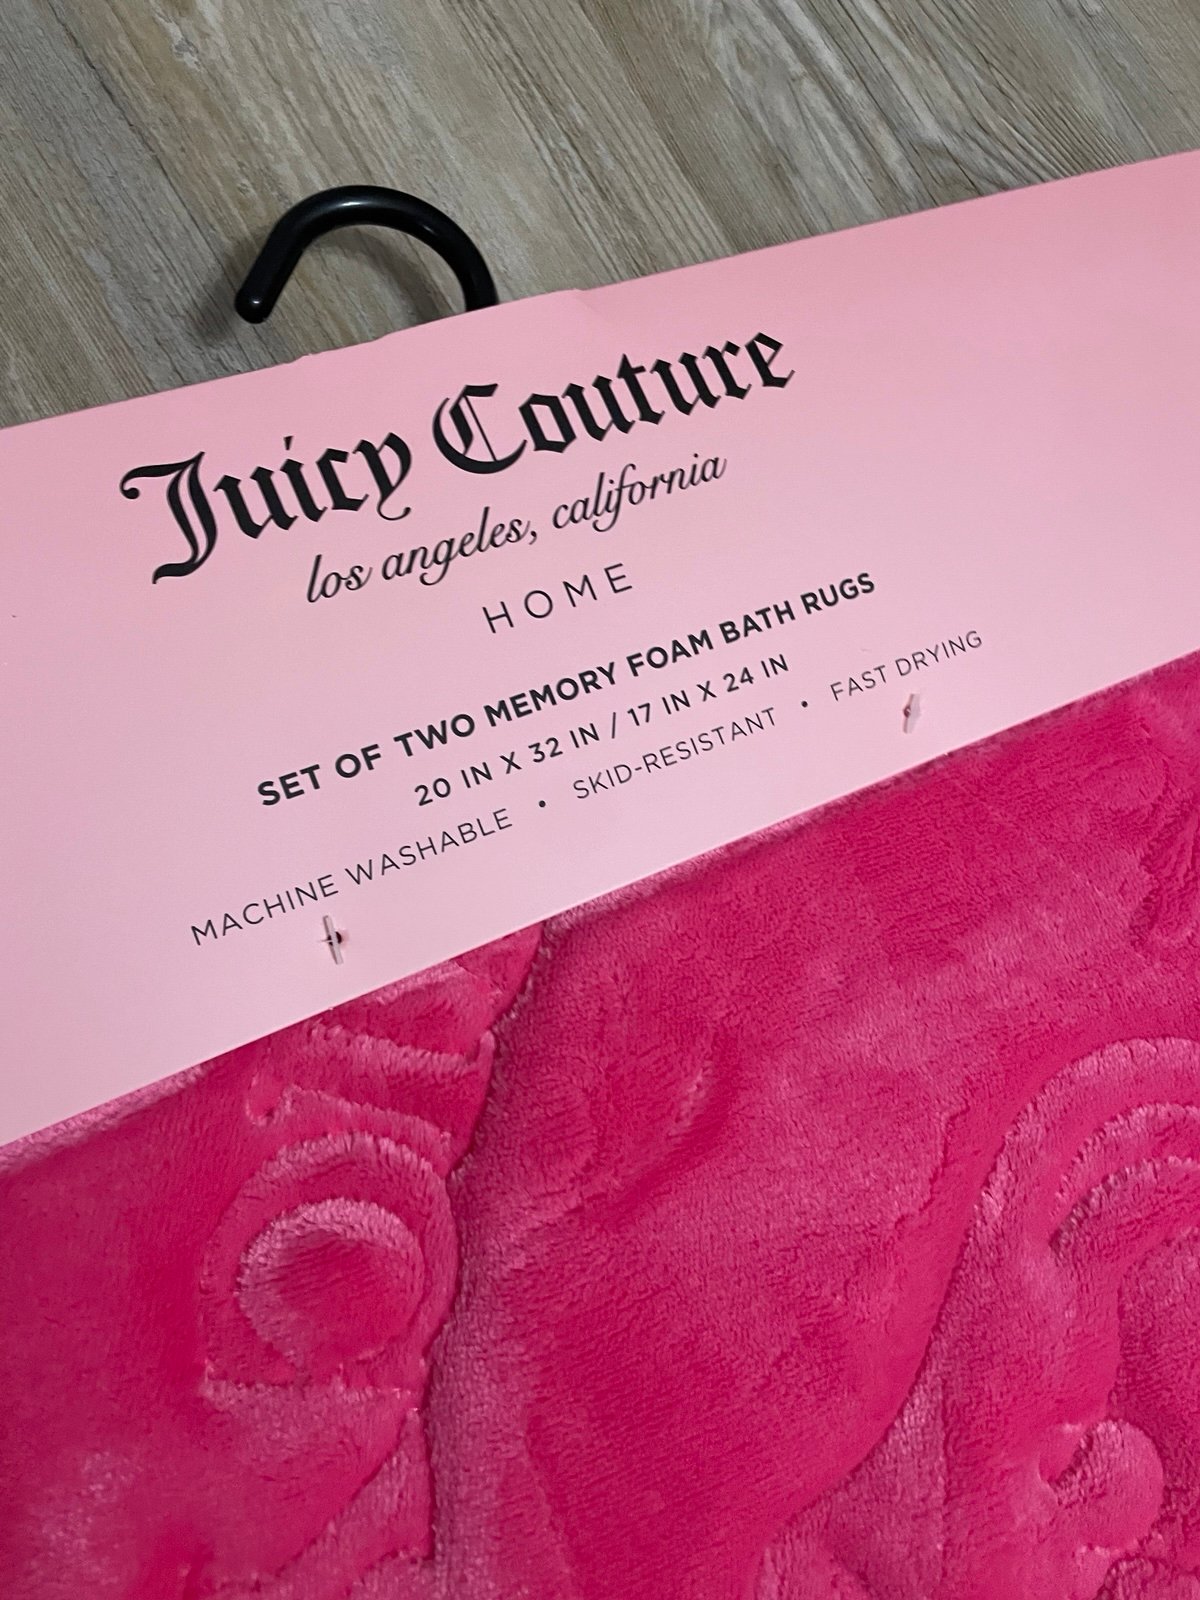 Juicy Couture
los angeles, california
HOME
SET OF TWO MEMORY FOAM BATH RUGS
20 IN X 32 IN / 17 IN X 24 IN
MACHINE WASHABLE • SKID-RESISTANT • FAST DRYING